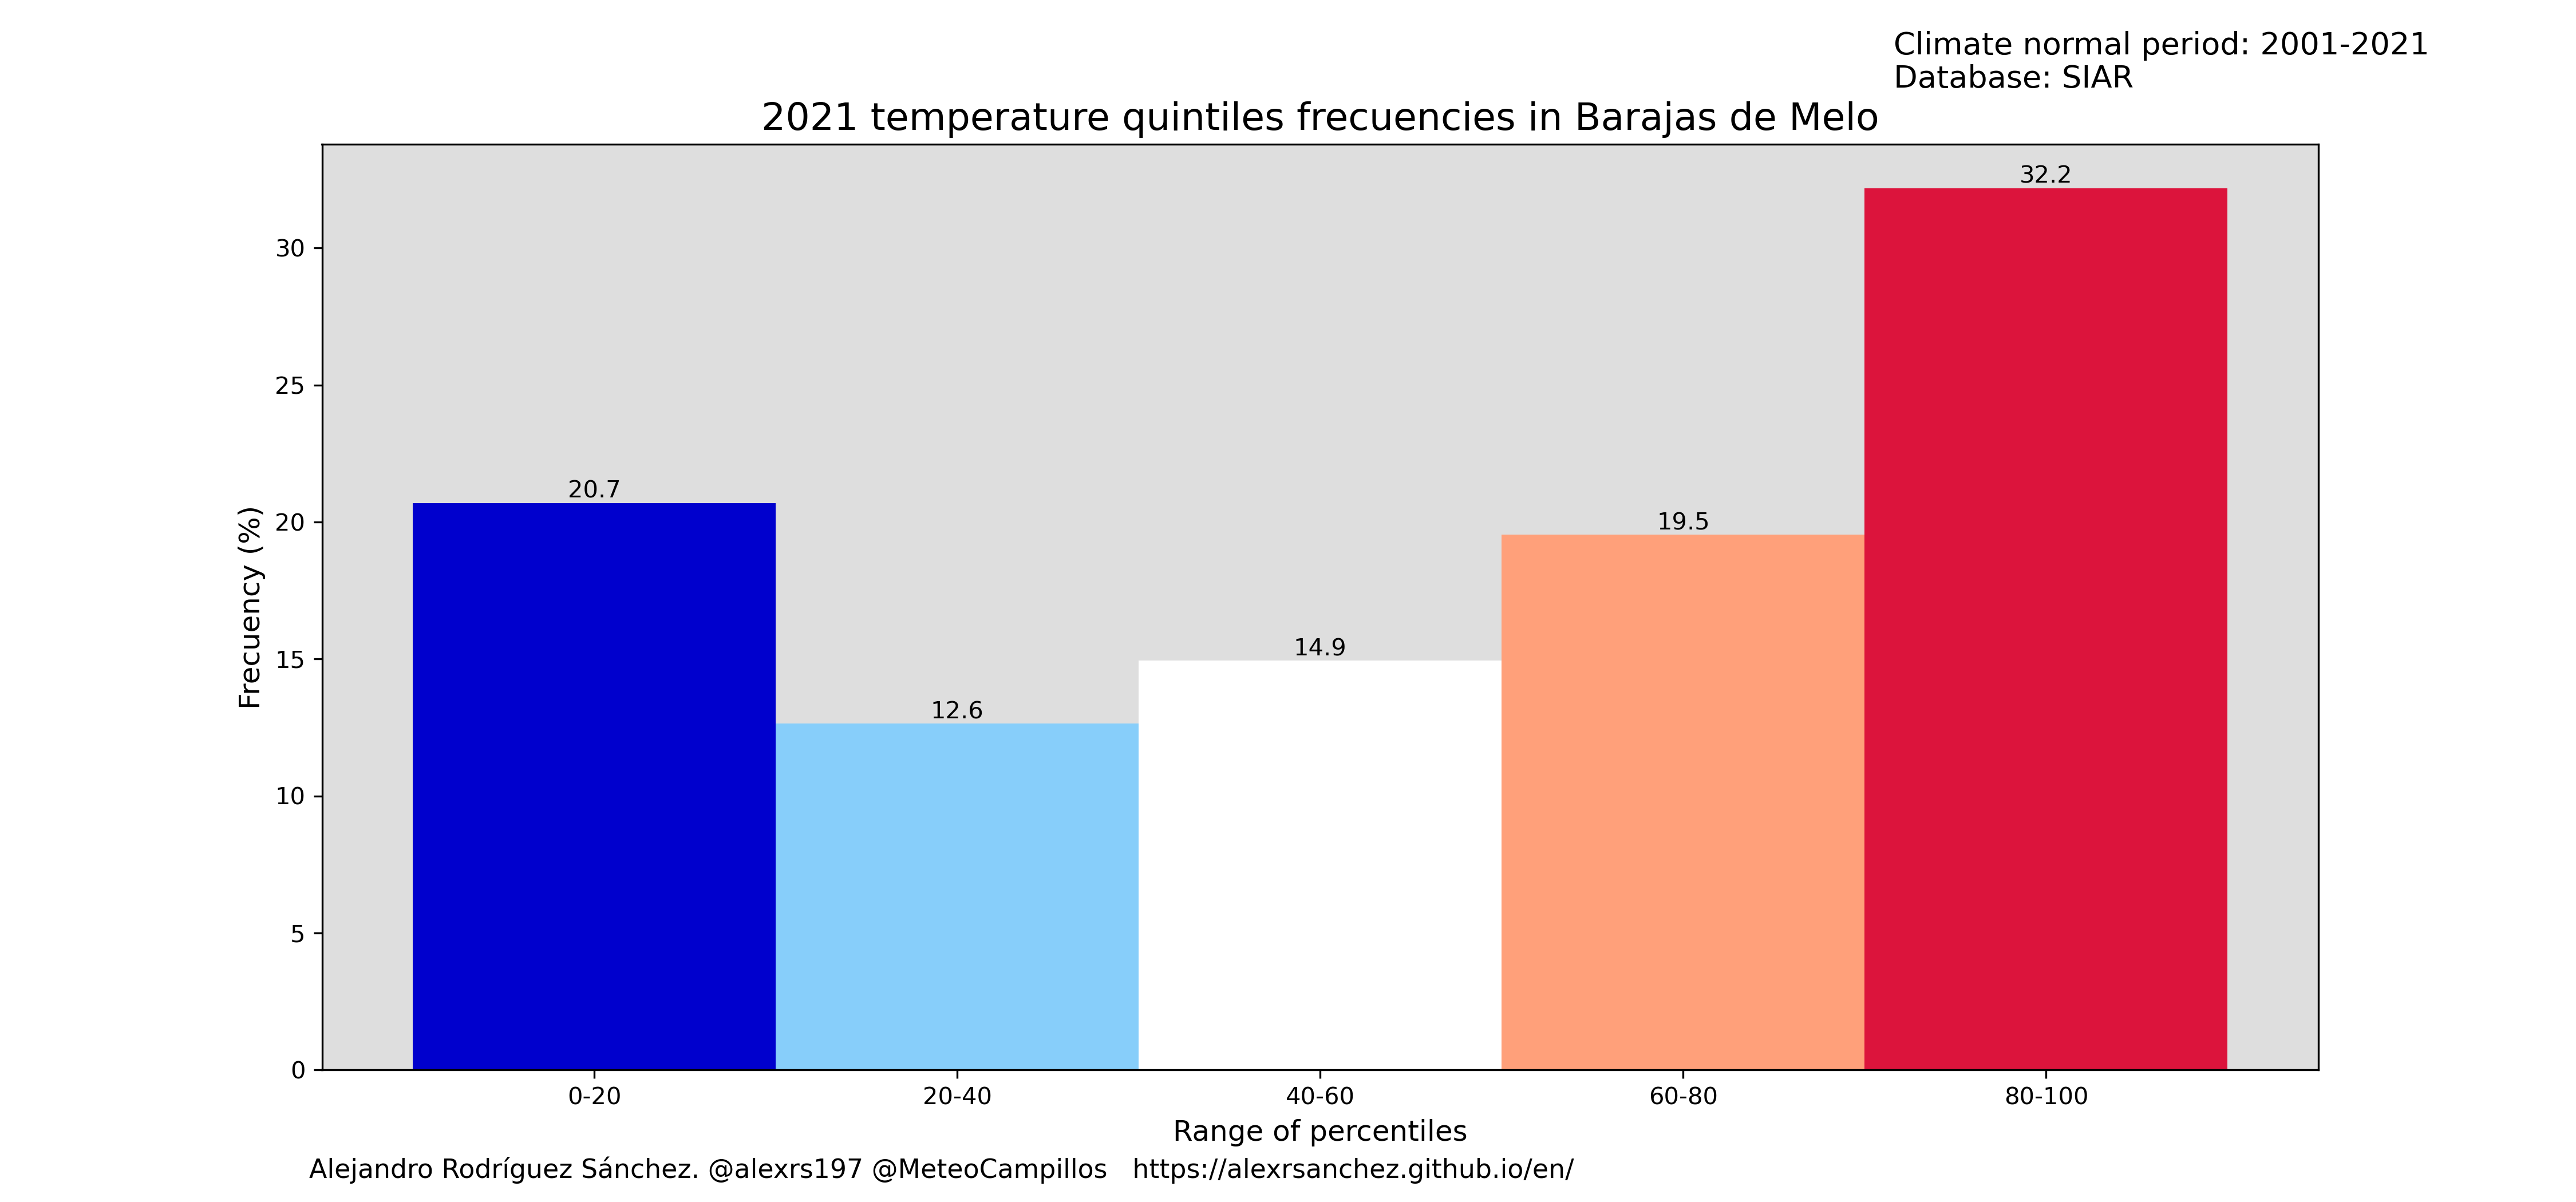 Climate normal period: 2001-2021
Database: SIAR
2021 temperature quintiles frecuencies in Barajas de Melo
32.2
30
25
20.7
20
19.5
15
14.9
12.6
10
5
0
Frecuency (%)
0-20 20-40 40-60 60-80 80-100
Range of percentiles
Alejandro Rodríguez Sánchez. @alexrs197 @MeteoCampillos https://alexrsanchez.github.io/en/